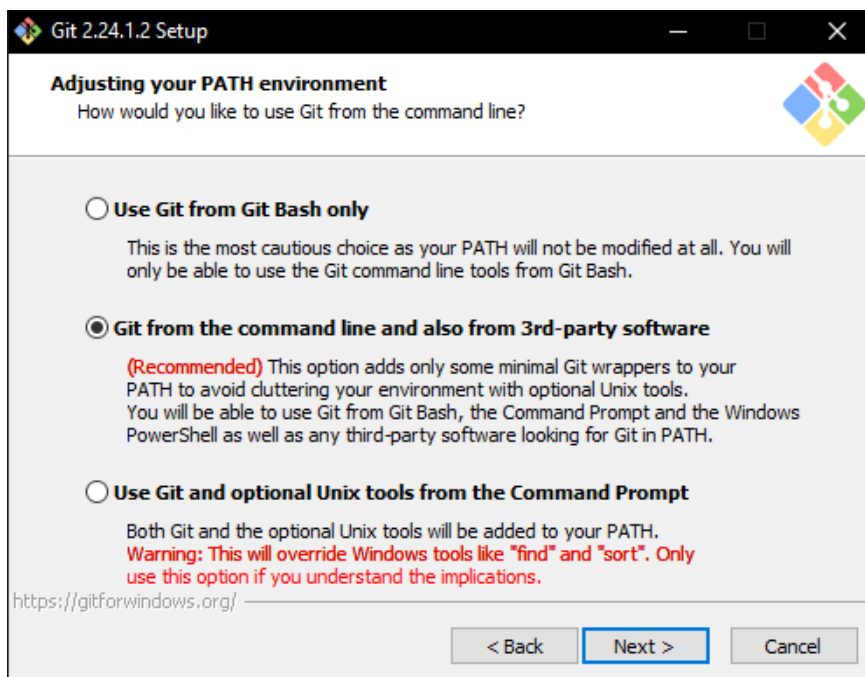 Git 2.24.1.2 Setup
Adjusting your PATH environment
How would you like to use Git from the command line?
Use Git from Git Bash only
This is the most cautious choice as your PATH will not be modified at all. You will
only be able to use the Git command line tools from Git Bash.
Git from the command line and also from 3rd-party software
(Recommended) This option adds only some minimal Git wrappers to your
PATH to avoid cluttering your environment with optional Unix tools.
You will be able to use Git from Git Bash, the Command Prompt and the Windows
PowerShell as well as any third-party software looking for Git in PATH.
Use Git and optional Unix tools from the Command Prompt
Both Git and the optional Unix tools will be added to your PATH.
Warning: This will override Windows tools like "find" and "sort". Only
use this option if you understand the implications.
https://gitforwindows.org/
< Back Next > Cancel